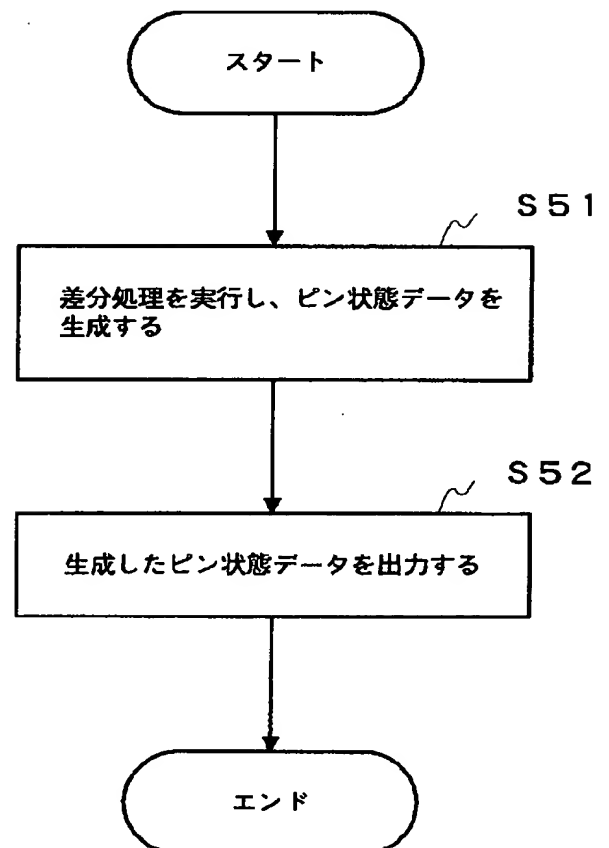 スタート
S51
差分処理を実行し、ピン状態データを
生成する
S52
生成したピン状態データを出力する
エンド